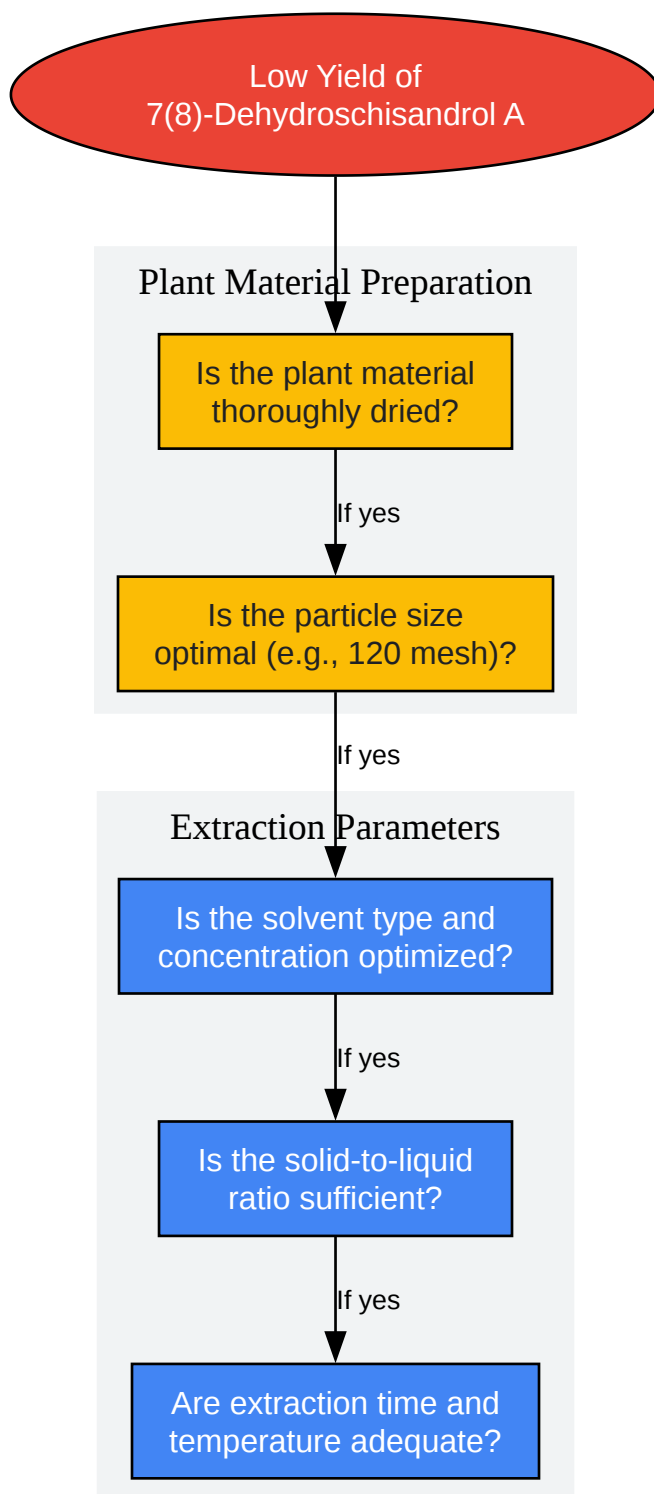 Low Yield of
7(8)-Dehydroschisandrol A
Plant Material Preparation
Is the plant material
thoroughly dried?
If yes
Is the particle size
optimal (e.g., 120 mesh)?
If yes
Extraction Parameters
Is the solvent type and
concentration optimized?
If yes
Is the solid-to-liquid
ratio sufficient?
If yes
Are extraction time and
temperature adequate?